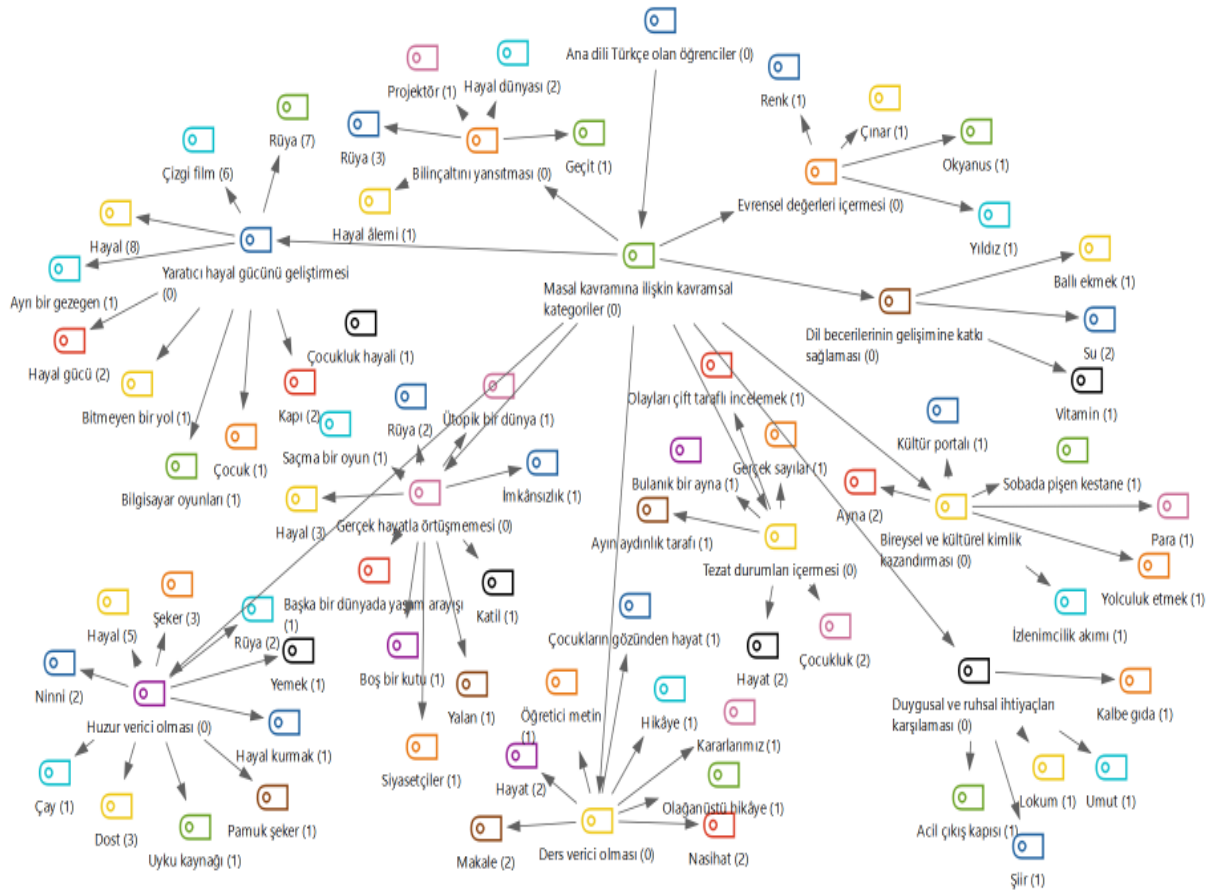 Ana dili Türkçe olan öğrenciler (0)
Projektör (1)
Hayal dünyası (2)
Renk (1)
Çınar (1)
Rüya (7)
Rüya (3)
Geçit (1)
Okyanus (1)
Çizgi film (6)
Bilinçaltını yansıtması (0)
Evrensel değerleri içermesi (0)
Hayal (8)
Hayal âlemi (1)
Yıldız (1)
Yaratıcı hayal gücünü geliştirmesi
(0)
Masal kavramına ilişkin kavramsal
kategoriler (0)
Ballı ekmek (1)
Ayrı bir gezegen (1)
Dil becerilerinin gelişimine katkı
sağlaması (0)
Su (2)
Hayal gücü (2)
Çocukluk hayali (1)
Vitamin (1)
Bitmeyen bir yol (1)
Kapı (2)
Olayları çift taraflı incelemek (1)
Rüya (2)
Ütopik bir dünya (1)
Kültür portalı (1)
Çocuk (1)
Saçma bir oyun (1)
Gerçek sayılar (1)
Bilgisayar oyunları (1)
İmkânsızlık (1)
Bulanık bir ayna (1)
Sobada pişen kestane (1)
Hayal (3)
Gerçek hayatla örtüşmemesi (0)
Ayna (2)
Para (1)
Ayın aydınlık tarafı (1)
Bireysel ve kültürel kimlik
kazandırması (0)
Tezat durumları içermesi (0)
Yolculuk etmek (1)
Başka bir dünyada yaşam arayışı
(1)
Katil (1)
İzlenimcilik akımı (1)
Şeker (3)
Hayal (5)
Rüya (2)
Çocukların gözünden hayat (1)
Çocukluk (2)
Ninni (2)
Yemek (1)
Boş bir kutu (1)
Hayat (2)
Huzur verici olması (0)
Yalan (1)
Öğretici metin
(1)
Hikâye (1)
Duygusal ve ruhsal ihtiyaçları
karşılaması (0)
Kalbe gıda (1)
Hayal kurmak (1)
Kararlarımız (1)
Siyasetçiler (1)
Hayat (2)
Çay (1)
Olağanüstü hikâye (1)
Lokum (1)
Umut (1)
Dost (3)
Pamuk şeker (1)
Acil çıkış kapısı (1)
Uyku kaynağı (1)
Makale (2)
Ders verici olması (0)
Nasihat (2)
Şiir (1)